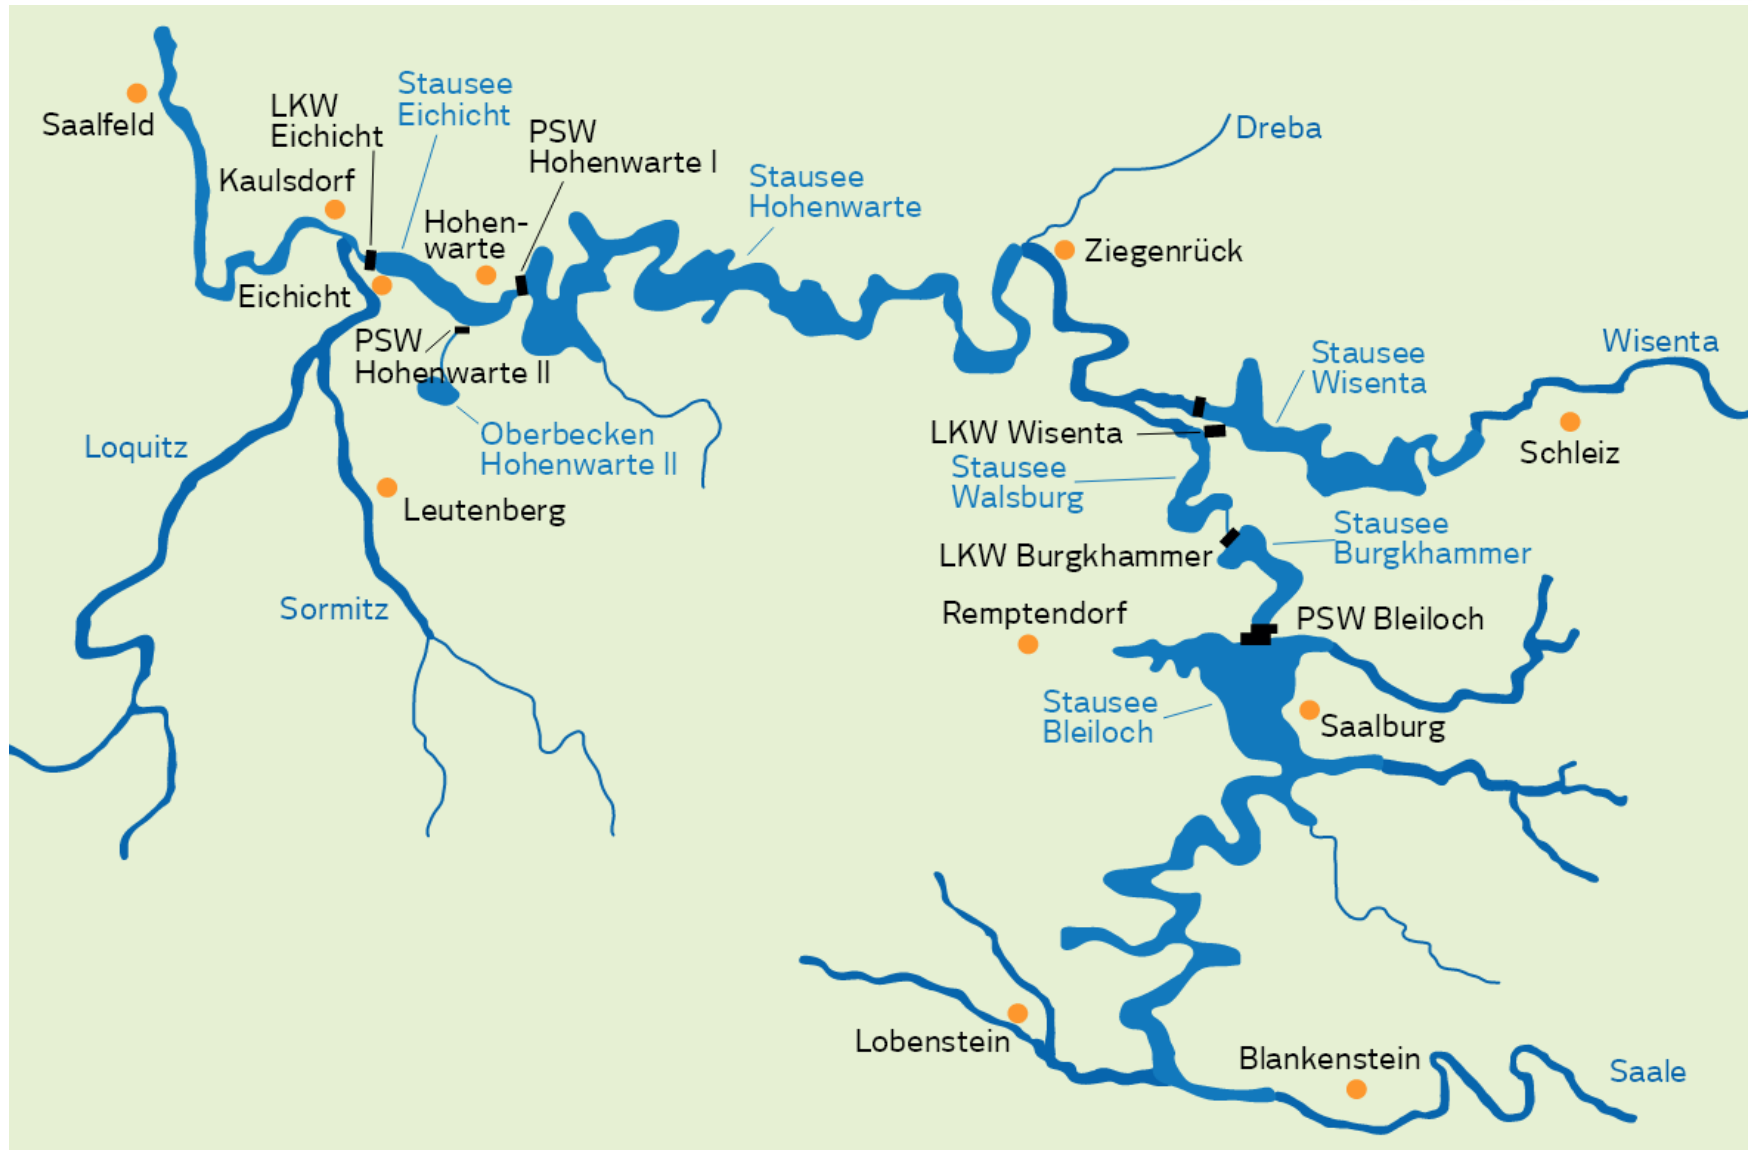 Saalfeld
LKW
Eichicht
Stausee
Eichicht
PSW
Hohenwarte I
Kaulsdorf
Hohen-
warte
Stausee
Hohenwarte
Dreba
Ziegenrück
Eichicht
PSW
Hohenwarte II
Oberbecken
Hohenwarte II
Loquitz
Leutenberg
Sormitz
Wisenta
Stausee
Wisenta
Schleiz
LKW Wisenta
Stausee
Walsburg
Stausee
Burgkhammer
LKW Burgkhammer
Remptendorf
PSW Bleiloch
Stausee
Bleiloch
Saalburg
Lobenstein
Blankenstein
Saale